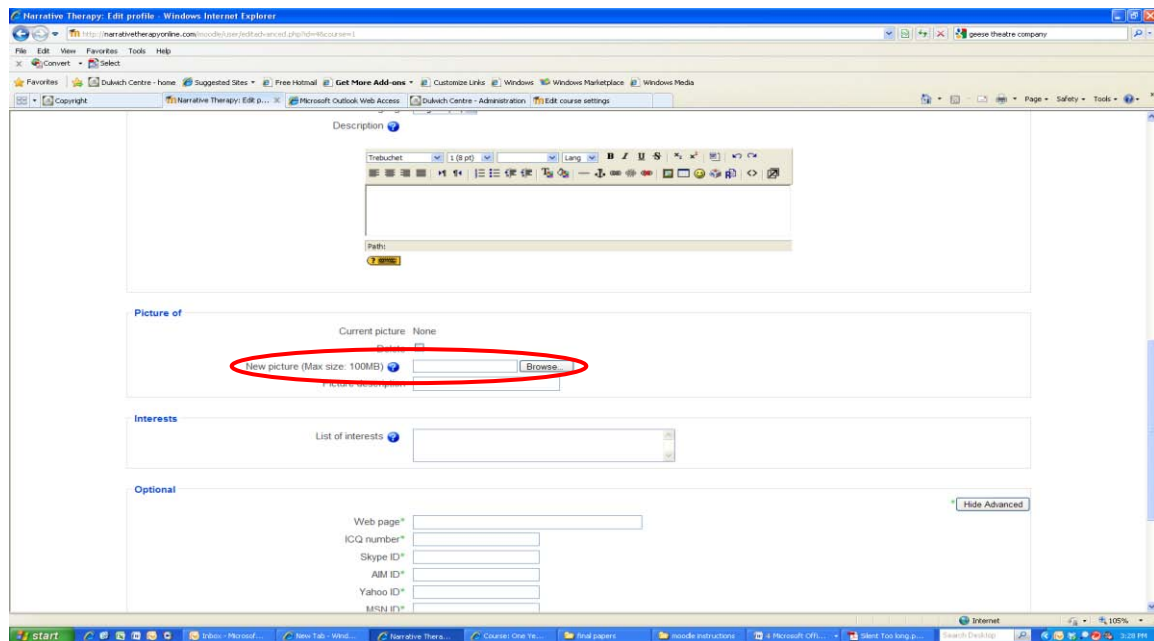 Narrative Therapy: Edit profile - Windows Internet Explorer
http://narrativetherapyonline.com/moodle/user/editadvanced.php?id=4&course=1
geese theatre company
File Edit View Favorites Tools Help
x Convert Select
Favorites Dulwich Centre - home Suggested Sites Free Hotmail Get More Add-ons Customize Links Windows Windows Marketplace Windows Media
Copyright Narrative Therapy: Edit p... X Microsoft Outlook Web Access Dulwich Centre - Administration Edit course settings Page Safety Tools
Description
Trebuchet 1 (8 pt) Lang B I U S
Path:
Picture of
Current picture None
Delete
New picture (Max size: 100MB) Browse...
Picture description
Interests
List of interests
Optional
* Hide Advanced
Web page*
ICQ number*
Skype ID*
AIM ID*
Yahoo ID*
MSN ID*
Internet 105%
start Inbox - Microsof... New Tab - Wind... Narrative Thera... Course: One Ye... final papers moodle instructions 4 Microsoft Offi... Silent Too long.p... Search Desktop 3:28 PM